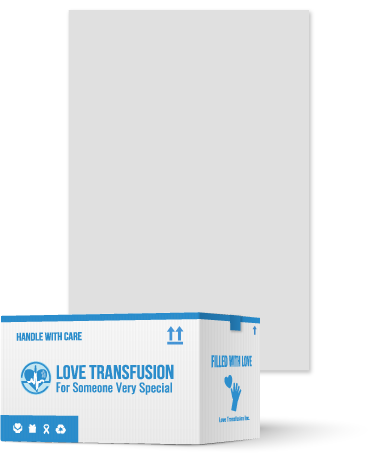 HANDLE WITH CARE
LOVE TRANSFUSION
For Someone Very Special
FILLED WITH LOVE
Love Transfusion Inc.